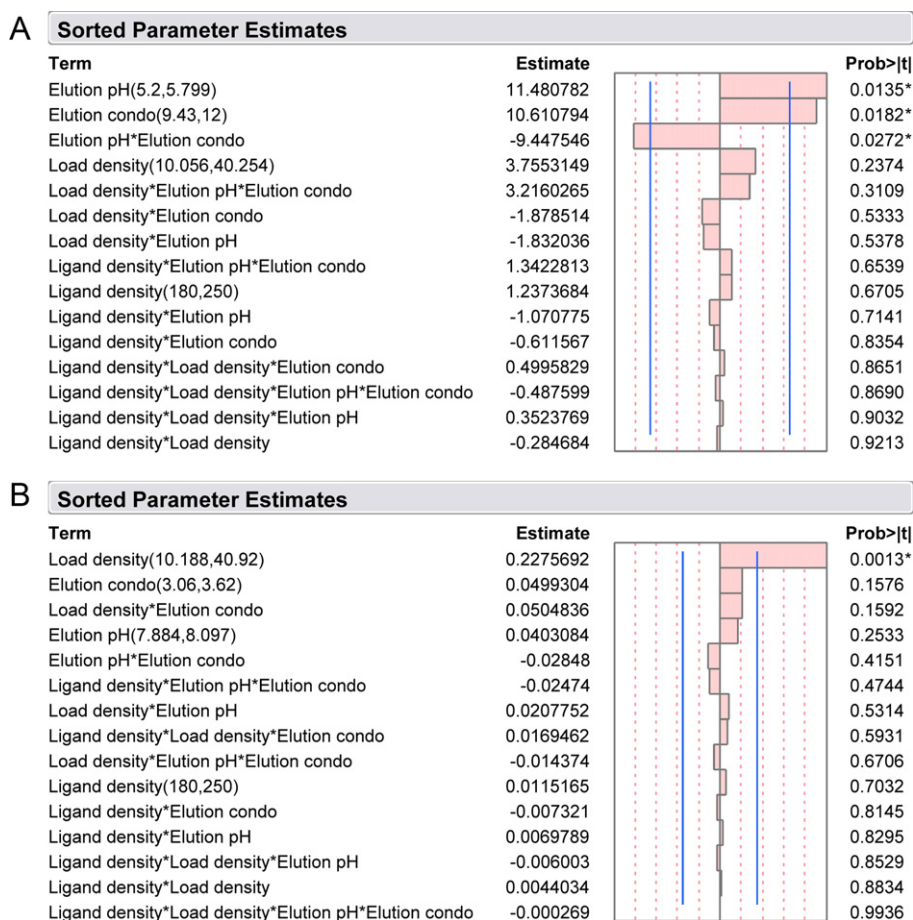 A
Sorted Parameter Estimates
Term Estimate Prob>|t|
Elution pH(5.2,5.799) 11.480782 0.0135*
Elution condo(9.43,12) 10.610794 0.0182*
Elution pH*Elution condo -9.447546 0.0272*
Load density(10.056,40.254) 3.7553149 0.2374
Load density*Elution pH*Elution condo 3.2160265 0.3109
Load density*Elution condo -1.878514 0.5333
Load density*Elution pH -1.832036 0.5378
Ligand density*Elution pH*Elution condo 1.3422813 0.6539
Ligand density(180,250) 1.2373684 0.6705
Ligand density*Elution pH -1.070775 0.7141
Ligand density*Elution condo -0.611567 0.8354
Ligand density*Load density*Elution condo 0.4995829 0.8651
Ligand density*Load density*Elution pH*Elution condo -0.487599 0.8690
Ligand density*Load density*Elution pH 0.3523769 0.9032
Ligand density*Load density -0.284684 0.9213
B
Sorted Parameter Estimates
Term Estimate Prob>|t|
Load density(10.188,40.92) 0.2275692 0.0013*
Elution condo(3.06,3.62) 0.0499304 0.1576
Load density*Elution condo 0.0504836 0.1592
Elution pH(7.884,8.097) 0.0403084 0.2533
Elution pH*Elution condo -0.02848 0.4151
Ligand density*Elution pH*Elution condo -0.02474 0.4744
Load density*Elution pH 0.0207752 0.5314
Ligand density*Load density*Elution condo 0.0169462 0.5931
Load density*Elution pH*Elution condo -0.014374 0.6706
Ligand density(180,250) 0.0115165 0.7032
Ligand density*Elution condo -0.007321 0.8145
Ligand density*Elution pH 0.0069789 0.8295
Ligand density*Load density*Elution pH -0.006003 0.8529
Ligand density*Load density 0.0044034 0.8834
Ligand density*Load density*Elution pH*Elution condo -0.000269 0.9936